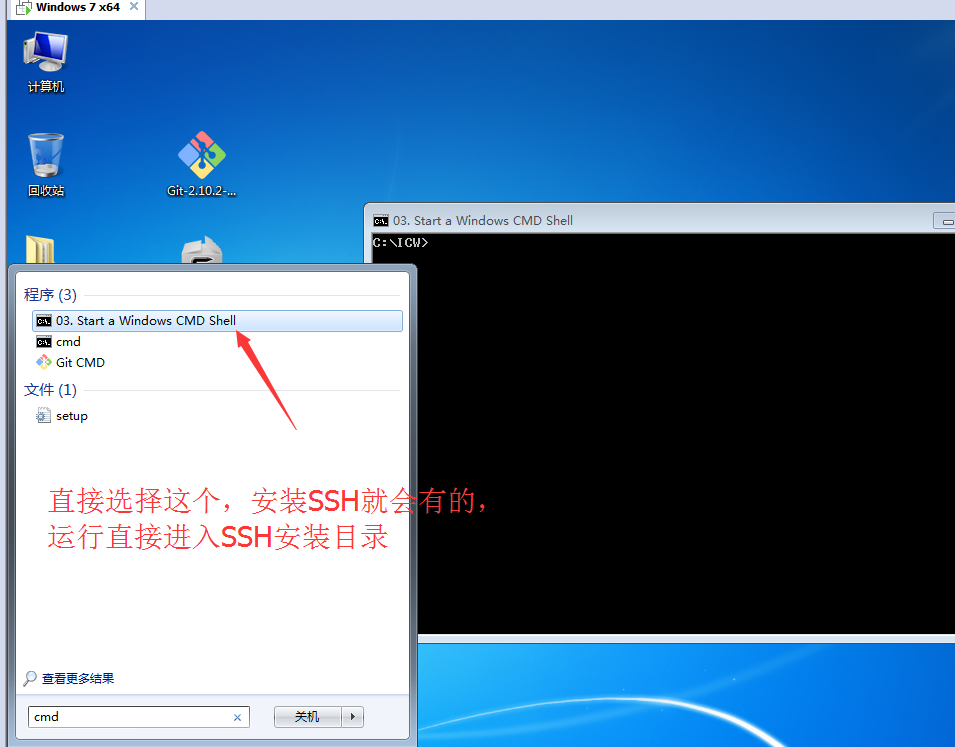 Windows 7 x64
计算机
回收站
Git-2.10.2-...
03. Start a Windows CMD Shell
C:\ICW>
程序 (3)
03. Start a Windows CMD Shell
cmd
Git CMD
文件 (1)
setup
直接选择这个，安装SSH就会有的，
运行直接进入SSH安装目录
查看更多结果
cmd
关机